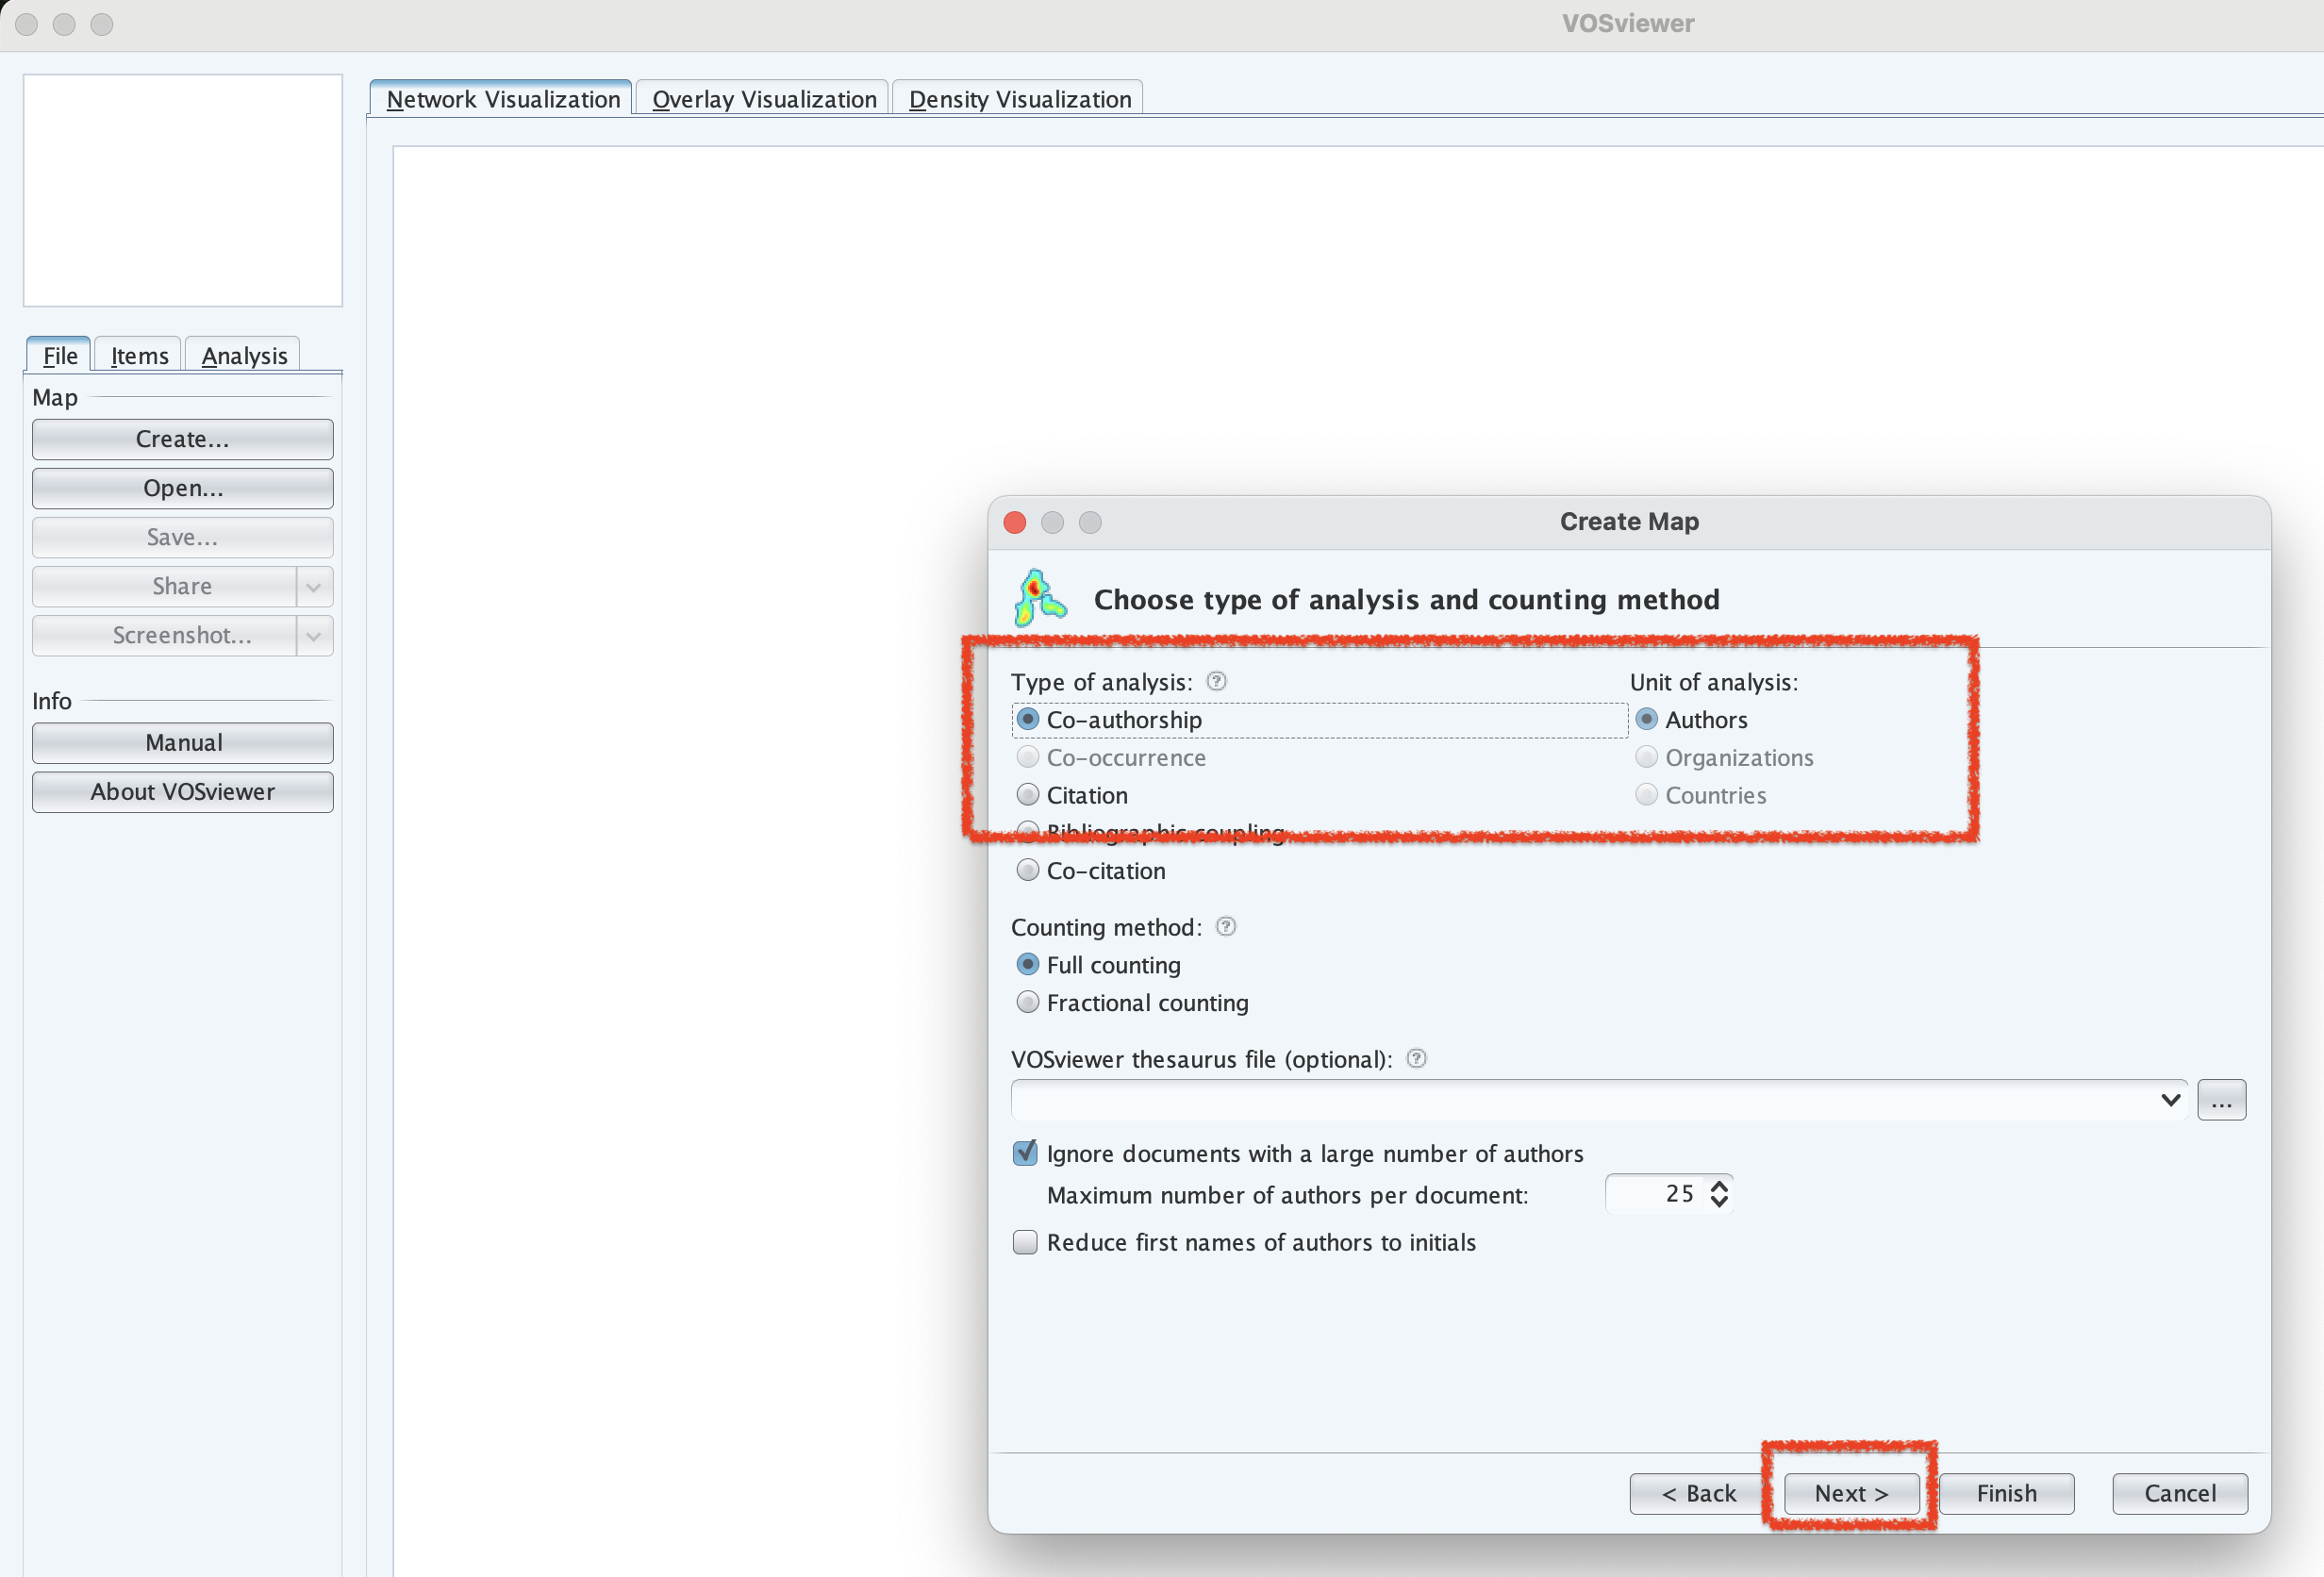 VOSviewer
Network Visualization
Overlay Visualization
Density Visualization
File
Items
Analysis
Map
Create...
Open...
Save...
Share
Screenshot...
Info
Manual
About VOSviewer
Create Map
Choose type of analysis and counting method
Type of analysis:
Unit of analysis:
Co-authorship
Authors
Co-occurrence
Organizations
Citation
Countries
Bibliographic coupling
Co-citation
Counting method:
Full counting
Fractional counting
VOSviewer thesaurus file (optional):
...
Ignore documents with a large number of authors
Maximum number of authors per document:
25
Reduce first names of authors to initials
< Back
Next >
Finish
Cancel